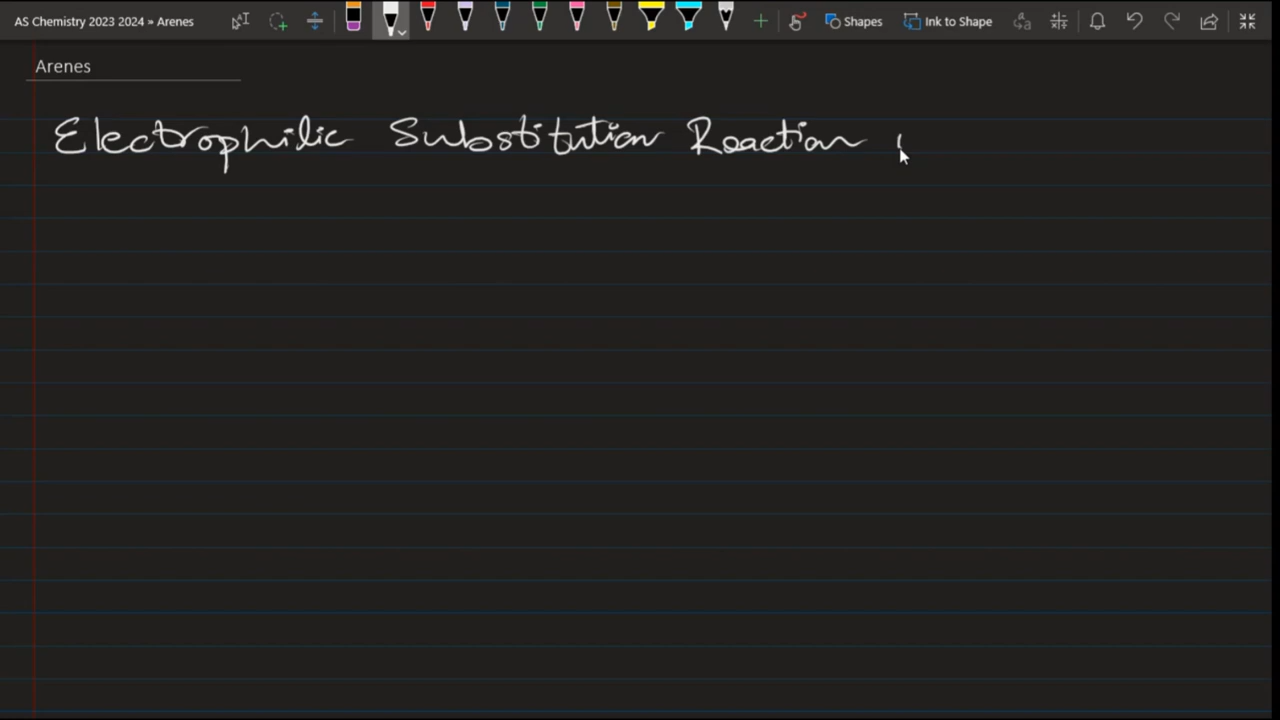 AS Chemistry 2023 2024 » Arenes
Shapes
Ink to Shape
Arenes
Electrophilic Substitution Reaction